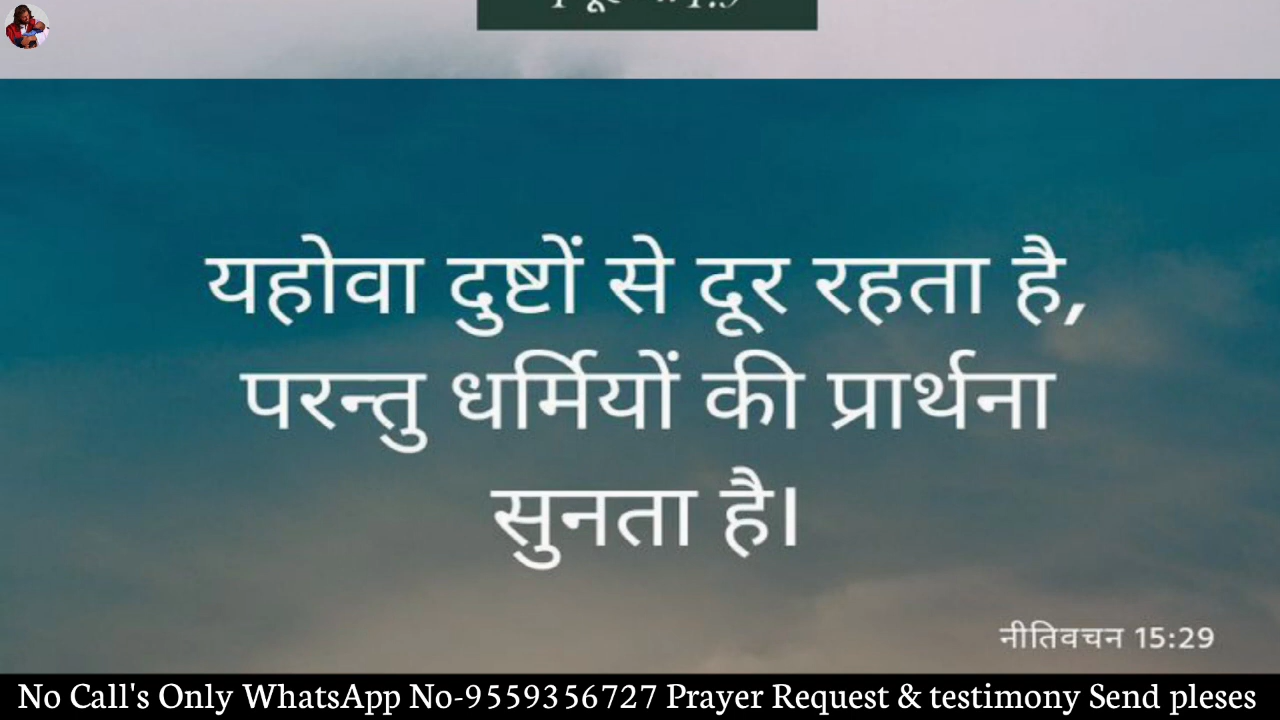 यहोवा दुष्टों से दूर रहता है,
परन्तु धर्मियों की प्रार्थना
सुनता है।
नीतिवचन 15:29
No Call's Only WhatsApp No-9559356727 Prayer Request & testimony Send pleses